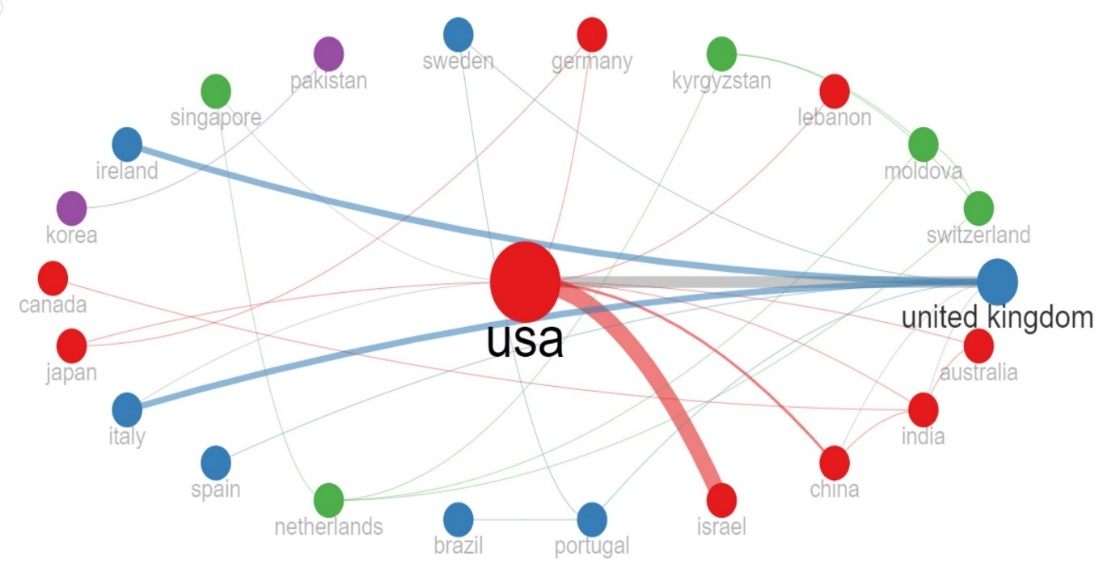 sweden
germany
pakistan
kyrgyzstan
singapore
lebanon
ireland
moldova
korea
switzerland
canada
united kingdom
usa
japan
australia
italy
india
spain
china
netherlands
israel
brazil
portugal